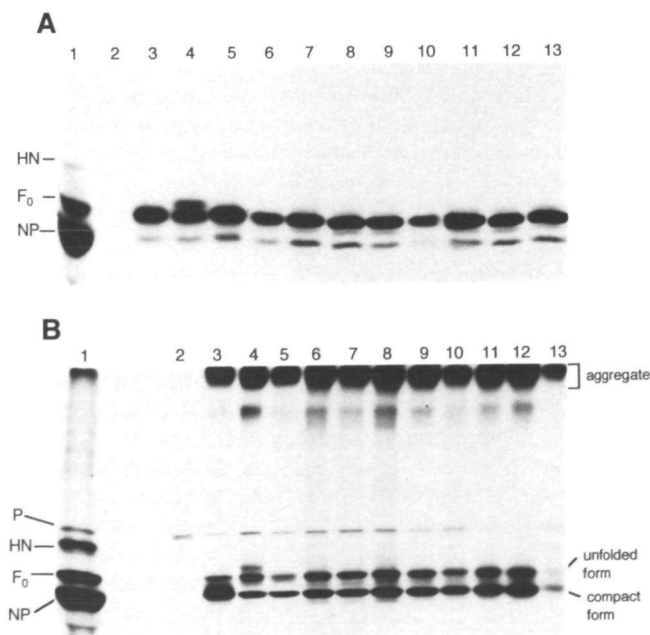 A
1 2 3 4 5 6 7 8 9 10 11 12 13
HN
F0
NP
B
1 2 3 4 5 6 7 8 9 10 11 12 13
aggregate
P
HN
F0
NP
unfolded
form
compact
form